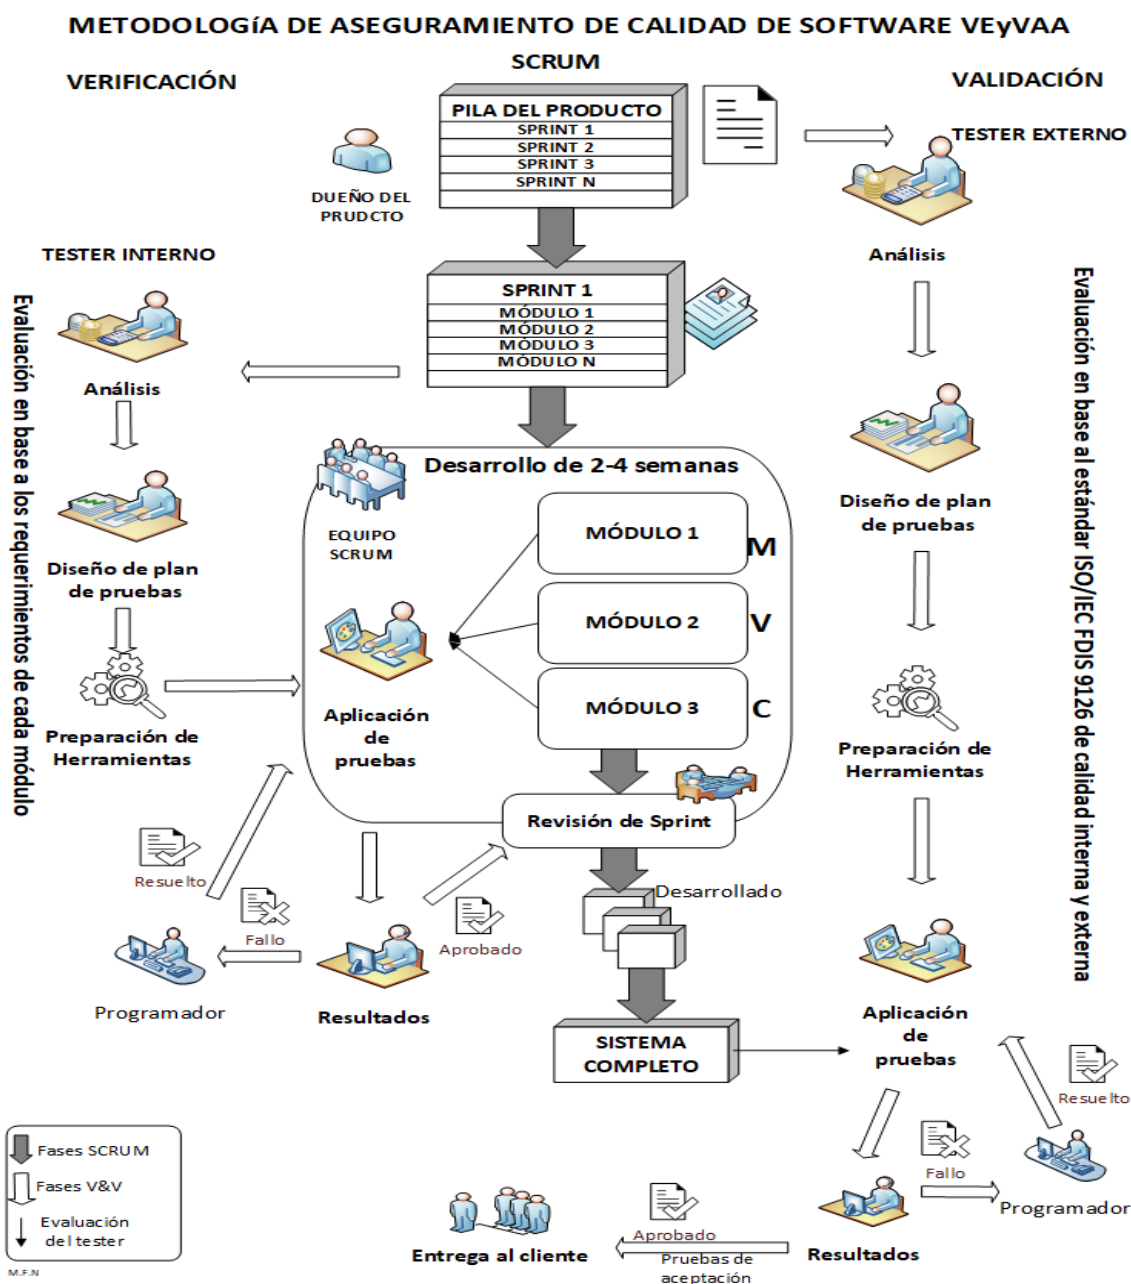 METODOLOGíA DE ASEGURAMIENTO DE CALIDAD DE SOFTWARE VEyVAA
SCRUM
VERIFICACIÓN
VALIDACIÓN
PILA DEL PRODUCTO
SPRINT 1
SPRINT 2
SPRINT 3
SPRINT N
DUEÑO DEL
PRUDCTO
TESTER EXTERNO
Análisis
TESTER INTERNO
SPRINT 1
MÓDULO 1
MÓDULO 2
MÓDULO 3
MÓDULO N
Análisis
Evaluación en base a los requerimientos de cada módulo
Evaluación en base al estándar ISO/IEC FDIS 9126 de calidad interna y externa
Desarrollo de 2-4 semanas
EQUIPO
SCRUM
MÓDULO 1
M
MÓDULO 2
V
MÓDULO 3
C
Diseño de plan
de pruebas
Diseño de plan
de pruebas
Preparación de
Herramientas
Aplicación
de
pruebas
Preparación de
Herramientas
Revisión de Sprint
Resuelto
Fallo
Aprobado
Desarrollado
Programador
Resultados
SISTEMA
COMPLETO
Aplicación
de
pruebas
Resuelto
Fallo
Programador
Resultados
Aprobado
Pruebas de
aceptación
Entrega al cliente
Fases SCRUM
Fases V&V
Evaluación
del tester
M.F.N